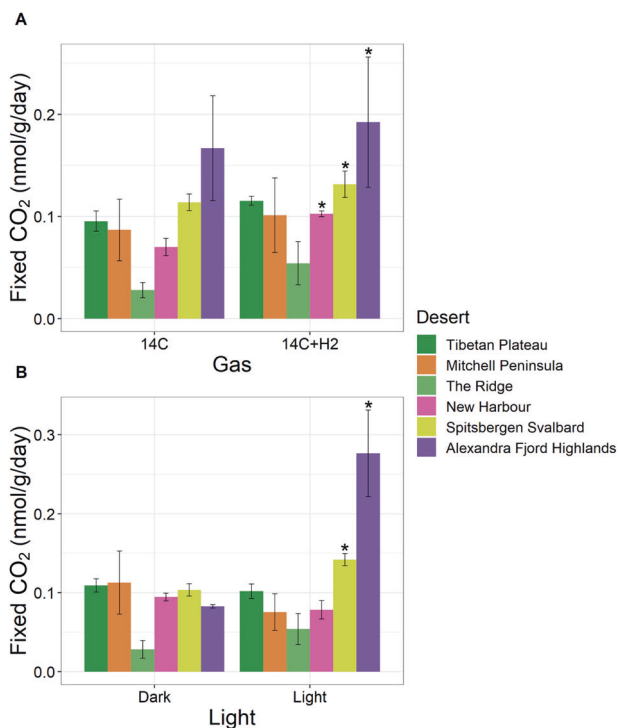 A
Fixed CO₂ (nmol/g/day)
0.2
0.1
0.0
* * *
14C 14C+H2
Gas
B
Fixed CO₂ (nmol/g/day)
0.3
0.2
0.1
0.0
* *
Dark Light
Light
Desert
Tibetan Plateau
Mitchell Peninsula
The Ridge
New Harbour
Spitsbergen Svalbard
Alexandra Fjord Highlands